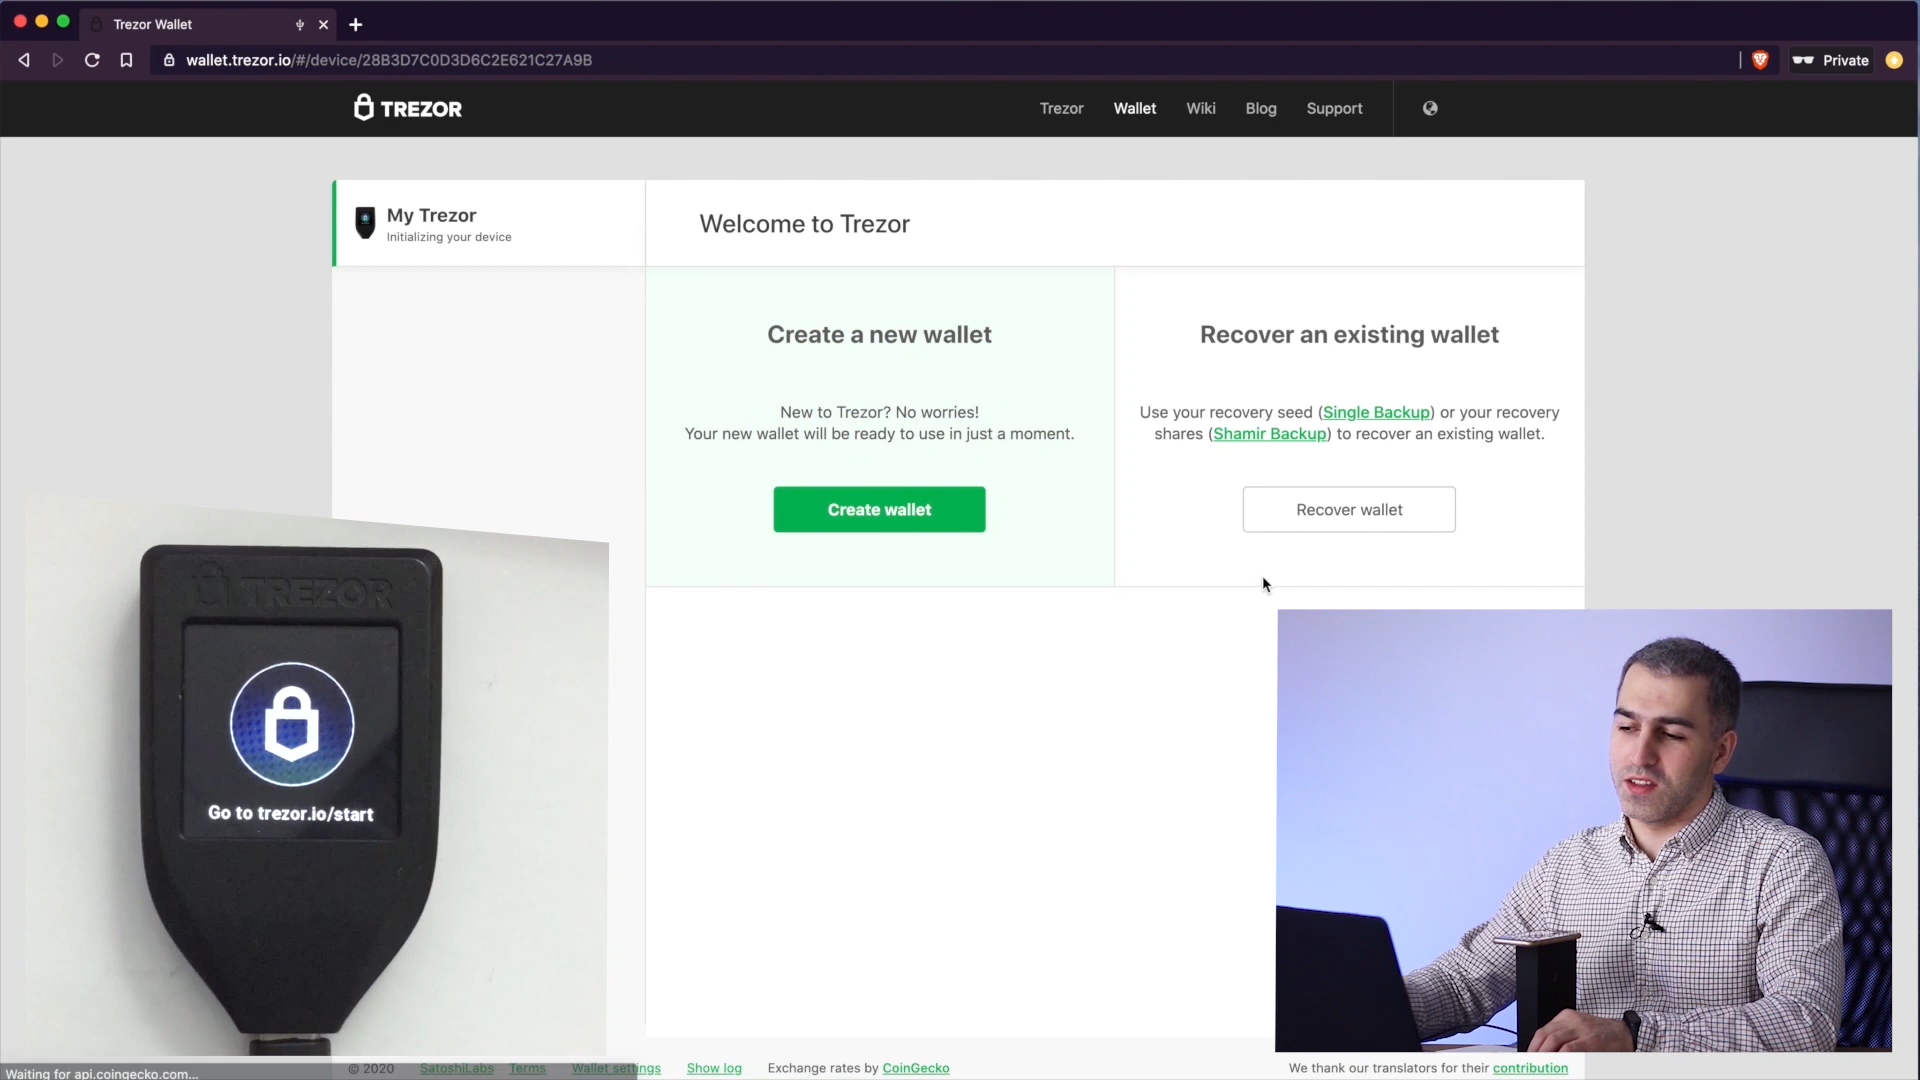 Trezor Wallet
wallet.trezor.io/#/device/28B3D7C0D3D6C2E621C27A9B
Private
TREZOR
Trezor
Wallet
Wiki
Blog
Support
My Trezor
Initializing your device
Welcome to Trezor
Create a new wallet
New to Trezor? No worries!
Your new wallet will be ready to use in just a moment.
Create wallet
Recover an existing wallet
Use your recovery seed (Single Backup) or your recovery
shares (Shamir Backup) to recover an existing wallet.
Recover wallet
TREZOR
Go to trezor.io/start
© 2020 SatoshiLabs Terms Wallet settings Show log Exchange rates by CoinGecko
We thank our translators for their contribution
Waiting for api.coingecko.com...